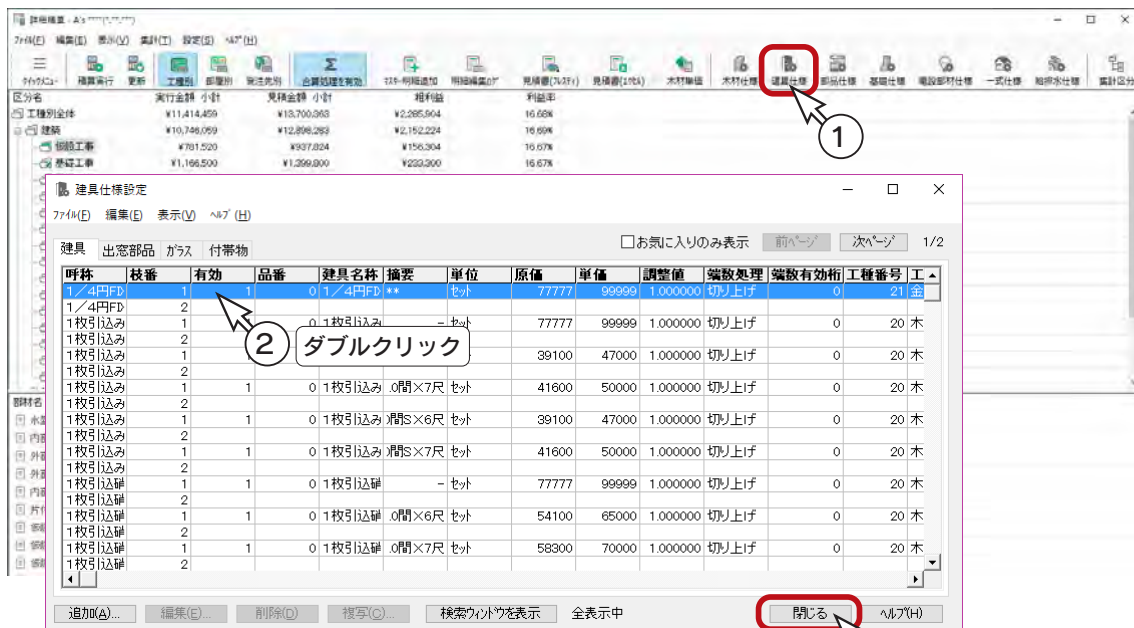 詳細積算 - A's ****(*.**.**)
ファイル(F) 編集(E) 表示(V) 集計(T) 設定(S) ヘルプ(H)
クイックメニュー 積算実行 更新 工種別 部屋別 発注先別 合算処理を有効 マスター明細追加 明細編集ログ 見積書(アルスティ) 見積書(エクセル) 木材単価 木材仕様 建具仕様 部品仕様 基礎仕様 電設部材仕様 一式仕様 給排水仕様 集計区分
区分名 実行金額 小計 見積金額 小計 粗利益 利益率
工種別全体 ¥11,414,459 ¥13,700,363 ¥2,285,904 16.68%
建築 ¥10,746,059 ¥12,898,283 ¥2,152,224 16.69%
仮設工事 ¥781,520 ¥937,824 ¥156,304 16.67%
基礎工事 ¥1,166,500 ¥1,399,800 ¥233,300 16.67%
1
建具仕様設定
ファイル(F) 編集(E) 表示(V) ヘルプ(H)
建具 出窓部品 ガラス 付帯物 お気に入りのみ表示 前ページ 次ページ 1/2
呼称 枝番 有効 品番 建具名称 摘要 単位 原価 単価 調整値 端数処理 端数有効桁 工種番号 工
1/4円FD 1 1 0 1/4円FD ** セット 77777 99999 1.000000 切り上げ 0 21 金
1/4円FD 2
1枚引込み 1 0 1枚引込み - セット 77777 99999 1.000000 切り上げ 0 20 木
1枚引込み 2
2 ダブルクリック
1枚引込み 1 39100 47000 1.000000 切り上げ 0 20 木
1枚引込み 2
1枚引込み 1 1 0 1枚引込み .0間×7尺 セット 41600 50000 1.000000 切り上げ 0 20 木
1枚引込み 2
1枚引込み 1 1 0 1枚引込み 間S×6尺 セット 39100 47000 1.000000 切り上げ 0 20 木
1枚引込み 2
1枚引込み 1 1 0 1枚引込み 間S×7尺 セット 41600 50000 1.000000 切り上げ 0 20 木
1枚引込み 2
1枚引込 1 1 0 1枚引込 - セット 77777 99999 1.000000 切り上げ 0 20 木
1枚引込 2
1枚引込 1 1 0 1枚引込 .0間×6尺 セット 54100 65000 1.000000 切り上げ 0 20 木
1枚引込 2
1枚引込 1 1 0 1枚引込 .0間×7尺 セット 58300 70000 1.000000 切り上げ 0 20 木
1枚引込 2
部材名
追加(A)... 編集(E)... 削除(D) 複写(C)... 検索ウィンドウを表示 全表示中 閉じる ヘルプ(H)